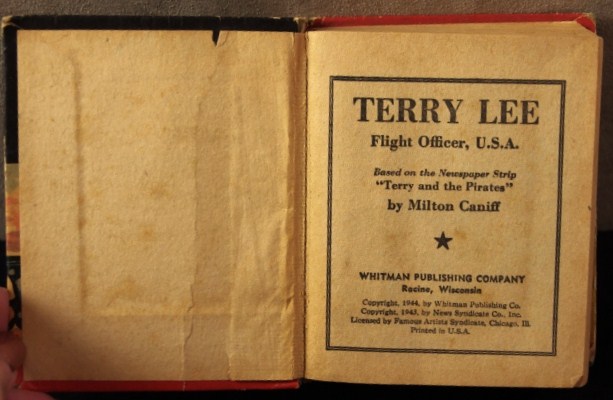 TERRY LEE
Flight Officer, U.S.A.
Based on the Newspaper Strip
"Terry and the Pirates"
by Milton Caniff
WHITMAN PUBLISHING COMPANY
Racine, Wisconsin
Copyright, 1944, by Whitman Publishing Co.
Copyright, 1943, by News Syndicate Co., Inc.
Licensed by Famous Artists Syndicate, Chicago, Ill.
Printed in U.S.A.